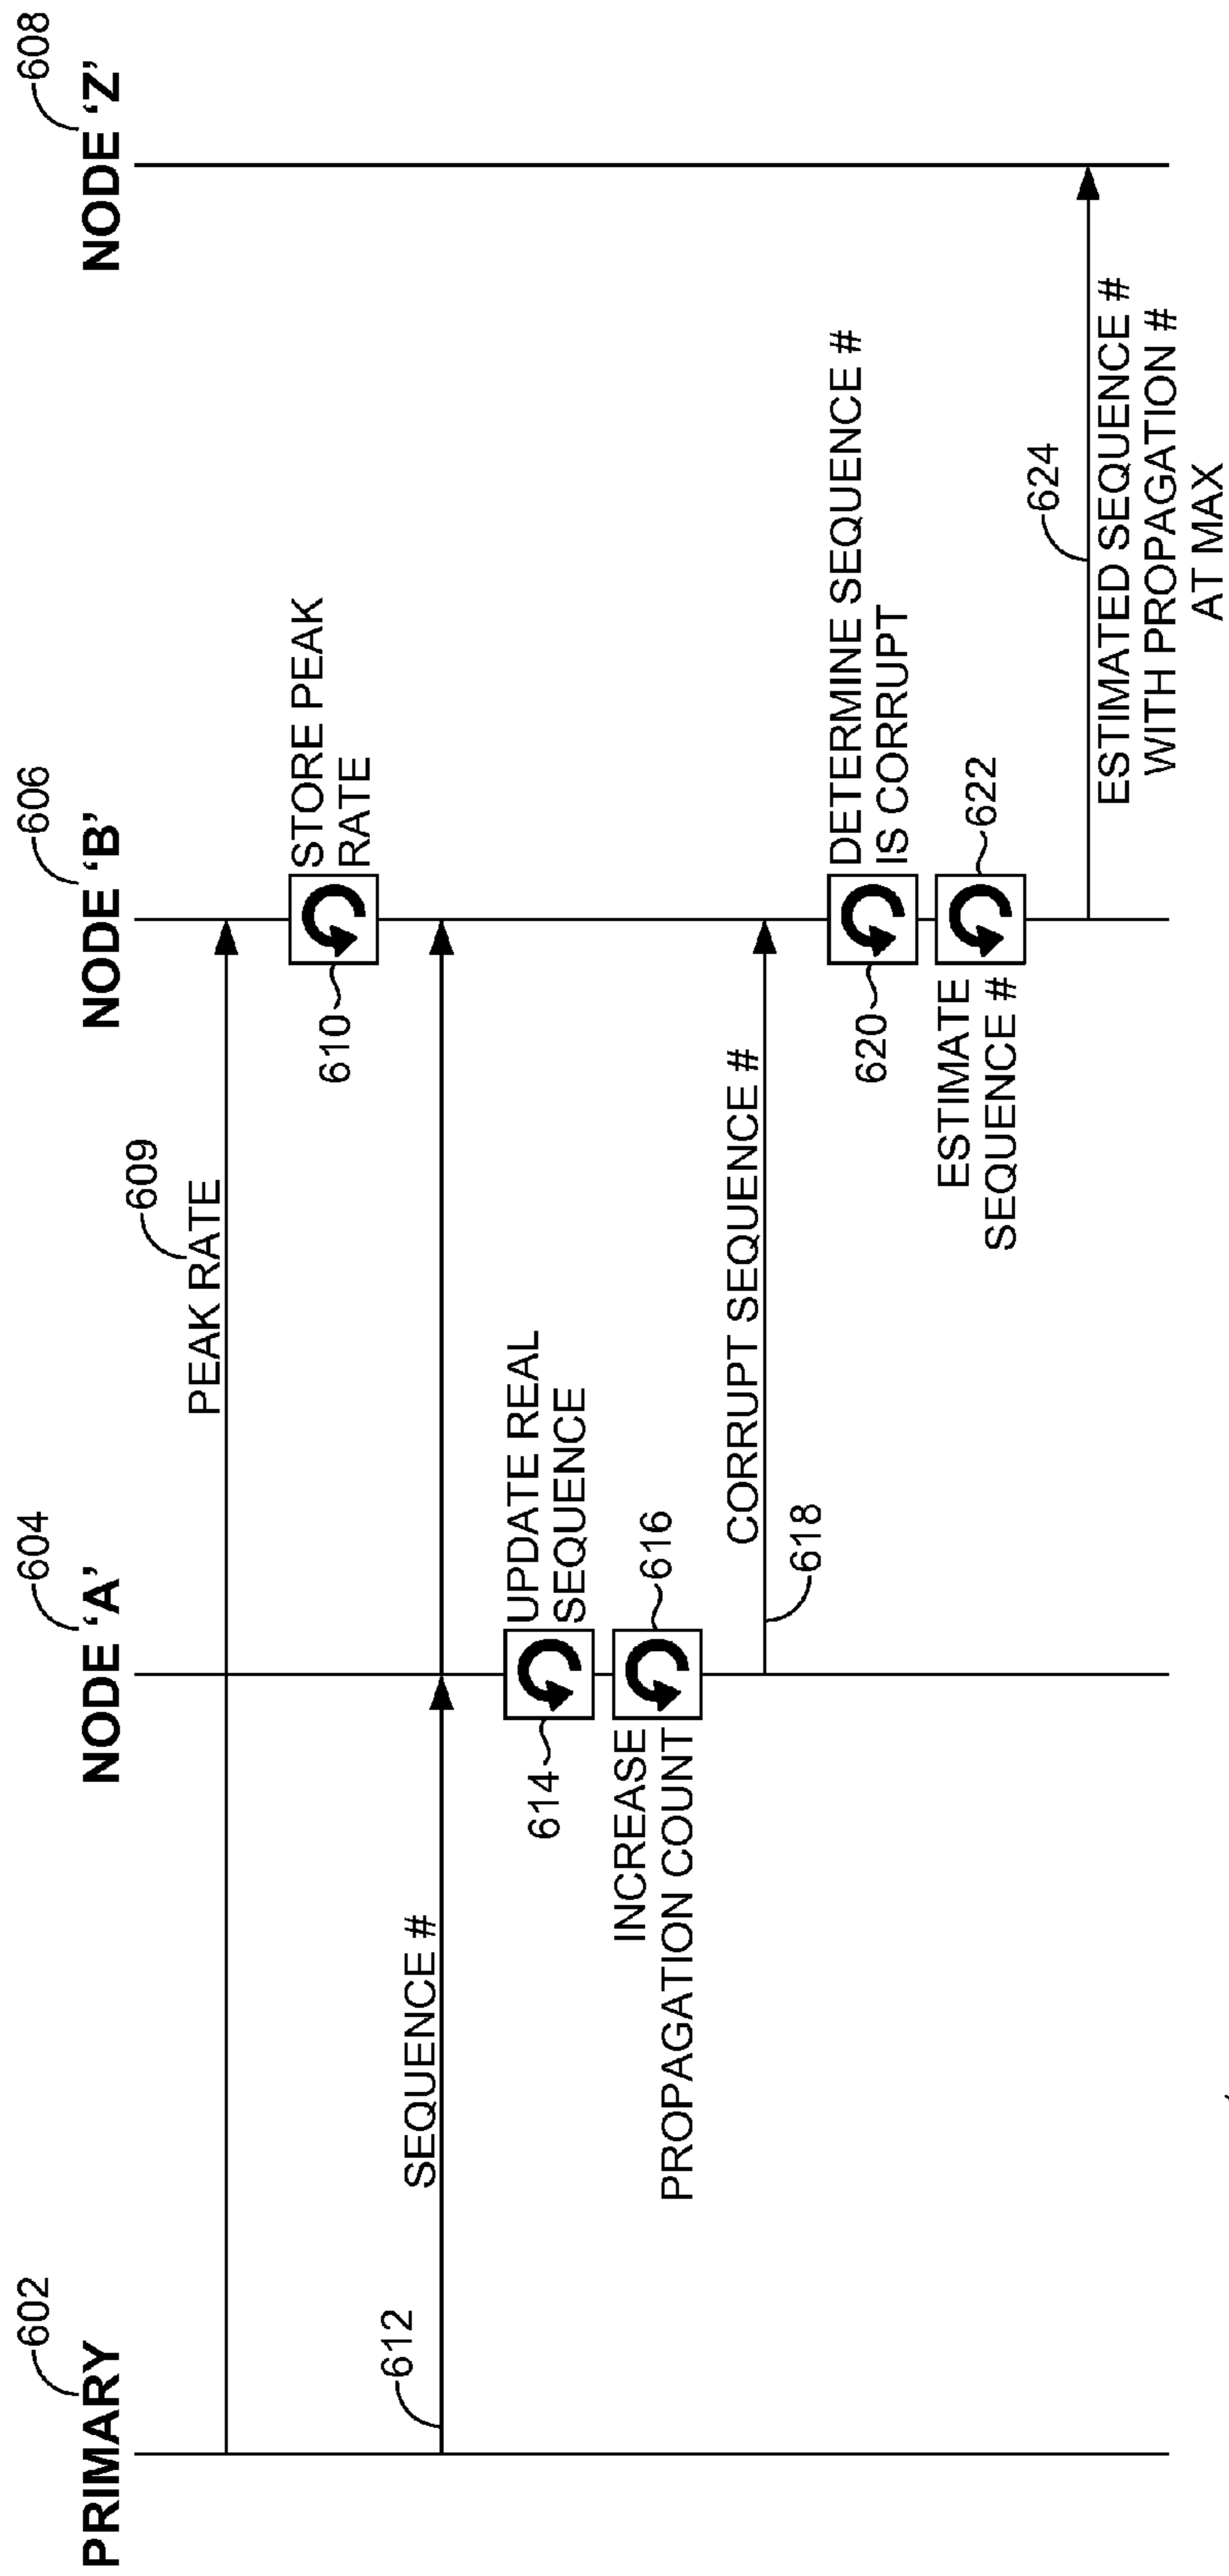 602
PRIMARY
604
NODE 'A'
606
NODE 'B'
608
NODE 'Z'
609
PEAK RATE
610
STORE PEAK
RATE
612
SEQUENCE #
614
UPDATE REAL
SEQUENCE
INCREASE
PROPAGATION COUNT
616
CORRUPT SEQUENCE #
618
620
DETERMINE SEQUENCE #
IS CORRUPT
ESTIMATE
SEQUENCE #
622
624
ESTIMATED SEQUENCE #
WITH PROPAGATION #
AT MAX